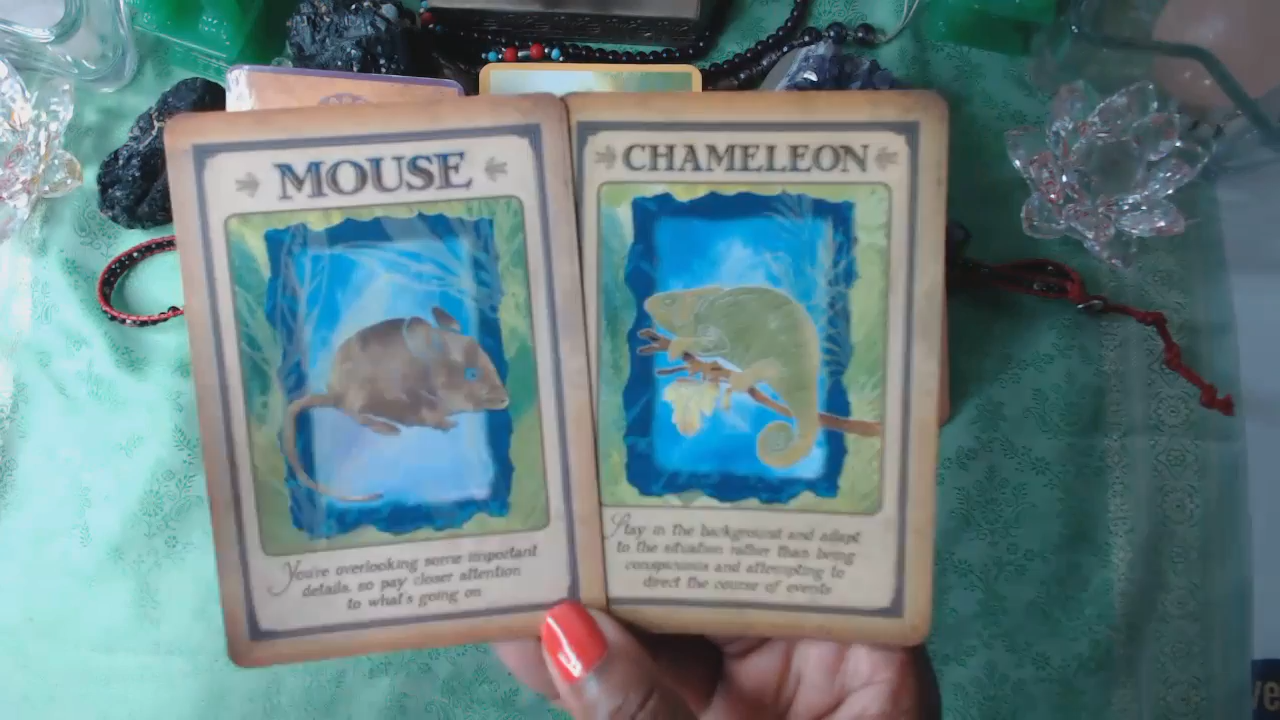 MOUSE
You're overlooking some important
details, so pay closer attention
to what's going on
CHAMELEON
Stay in the background and adapt
to the situation rather than being
conspicuous and attempting to
direct the course of events
ve